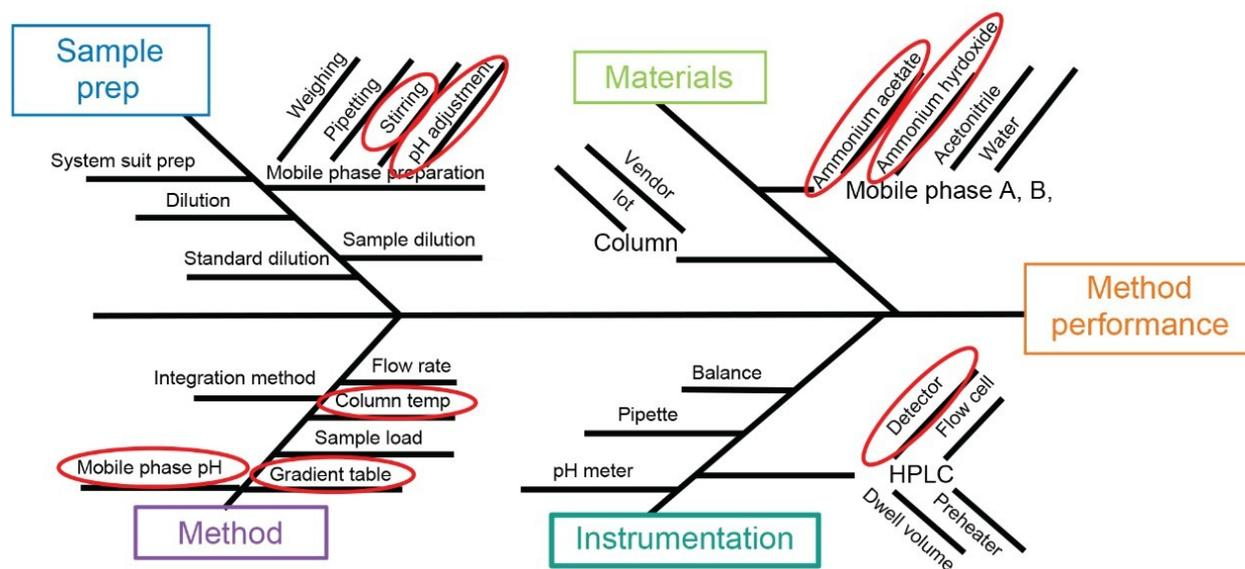 Sample
prep
Weighing
Pipetting
Stirring
pH adjustment
System suit prep
Mobile phase preparation
Dilution
Sample dilution
Standard dilution
Materials
Ammonium acetate
Ammonium hyrdoxide
Acetonitrile
Water
Mobile phase A, B,
Vendor
lot
Column
Method
performance
Integration method
Flow rate
Column temp
Sample load
Mobile phase pH
Gradient table
Method
Balance
Pipette
pH meter
Detector
Flow cell
HPLC
Dwell volume
Preheater
Instrumentation